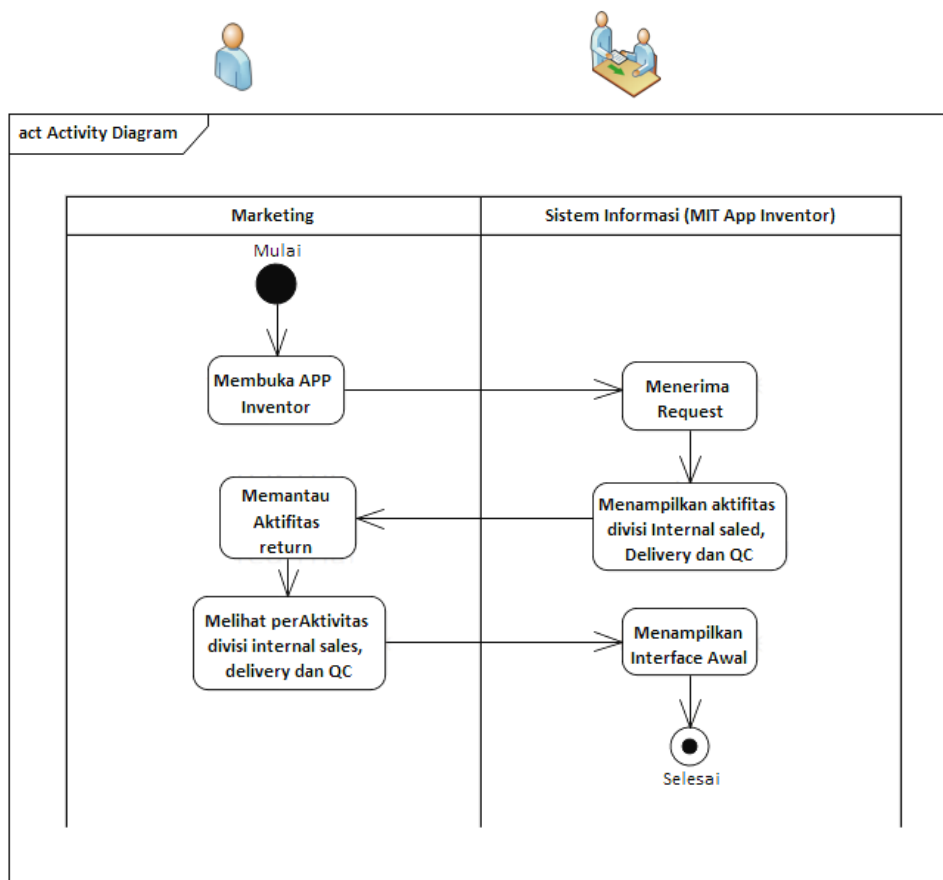 act Activity Diagram
Marketing
Sistem Informasi (MIT App Inventor)
Mulai
Membuka APP
Inventor
Menerima
Request
Menampilkan aktifitas
divisi Internal saled,
Delivery dan QC
Memantau
Aktifitas
return
Melihat perAktivitas
divisi internal sales,
delivery dan QC
Menampilkan
Interface Awal
Selesai